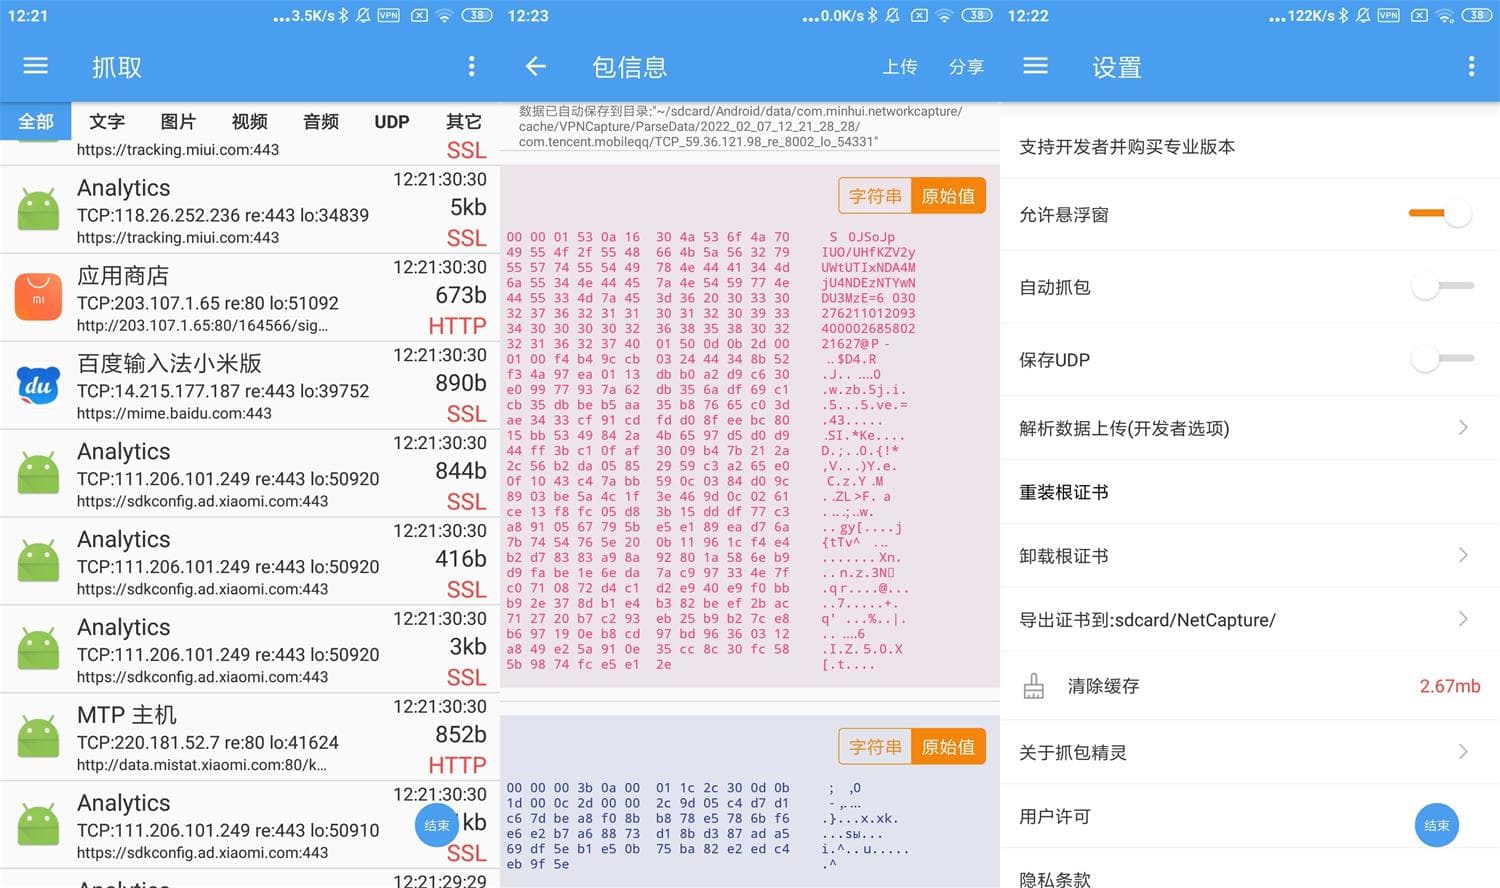 12:21
...3.5K/s VPN 38
抓取
全部 文字 图片 视频 音频 UDP 其它
https://tracking.miui.com:443
SSL
Analytics
12:21:30:30
TCP:118.26.252.236 re:443 lo:34839
5kb
https://tracking.miui.com:443
SSL
应用商店
12:21:30:30
TCP:203.107.1.65 re:80 lo:51092
673b
http://203.107.1.65:80/164566/sig...
HTTP
百度输入法小米版
12:21:30:30
TCP:14.215.177.187 re:443 lo:39752
890b
https://mime.baidu.com:443
SSL
Analytics
12:21:30:30
TCP:111.206.101.249 re:443 lo:50920
844b
https://sdkconfig.ad.xiaomi.com:443
SSL
Analytics
12:21:30:30
TCP:111.206.101.249 re:443 lo:50920
416b
https://sdkconfig.ad.xiaomi.com:443
SSL
Analytics
12:21:30:30
TCP:111.206.101.249 re:443 lo:50920
3kb
https://sdkconfig.ad.xiaomi.com:443
SSL
MTP 主机
12:21:30:30
TCP:220.181.52.7 re:80 lo:41624
852b
http://data.mistat.xiaomi.com:80/k...
HTTP
Analytics
12:21:30:30
TCP:111.206.101.249 re:443 lo:50910
kb
结束
https://sdkconfig.ad.xiaomi.com:443
SSL
12:21:29:29
12:23
...0.0K/s 38
包信息
上传 分享
数据已自动保存到目录:"~/sdcard/Android/data/com.minhui.networkcapture/
cache/VPNCapture/ParseData/2022_02_07_12_21_28_28/
com.tencent.mobileqq/TCP_59.36.121.98_re_8002_lo_54331"
字符串 原始值
00 00 01 53 0a 16 30 4a 53 6f 4a 70 S 0JSoJp
49 55 4f 2f 55 48 66 4b 5a 56 32 79 IUO/UHfKZV2y
55 57 74 55 54 49 78 4e 44 41 34 4d UWtUTIxNDA4M
6a 55 34 4e 44 45 7a 4e 54 59 77 4e jU4NDEzNTYwN
44 55 33 4d 7a 45 3d 36 20 30 33 30 DU3MzE=6 030
32 37 36 32 31 31 30 31 32 30 39 33 276211012093
34 30 30 30 30 32 36 38 35 38 30 32 400002685802
32 31 36 32 37 40 01 50 0d 0b 2d 00 21627@P -
01 00 f4 b4 9c cb 03 24 44 34 8b 52 ..$D4.R
f3 4a 97 ea 01 13 db b0 a2 d9 c6 30 .J.. ....0
e0 99 77 93 7a 62 db 35 6a df 69 c1 .w.zb.5j.i.
cb 35 db be b5 aa 35 b8 76 65 c0 3d .5...5.ve.=
ae 34 33 cf 91 cd fd d0 8f ee bc 80 .43.....
15 bb 53 49 84 2a 4b 65 97 d5 d0 d9 .SI.*Ke....
44 ff 3b c1 0f af 30 09 b4 7b 21 2a D.;..0.{!*
2c 56 b2 da 05 85 29 59 c3 a2 65 e0 ,V...)Y.e.
0f 10 43 c4 7a bb 59 0c 03 84 d0 9c C.z.Y .M
89 03 be 5a 4c 1f 3e 46 9d 0c 02 61 ..ZL>F. a
ce 13 f8 fc 05 d8 3b 15 dd df 77 c3 ....;..w.
a8 91 05 67 79 5b e5 e1 89 ea d7 6a .. gy[....j
7b 74 54 76 5e 20 0b 11 96 1c f4 e4 {tTv^ ...
b2 d7 83 83 a9 8a 92 80 1a 58 6e b9 .......Xn.
d9 fa be 1e 6e da 7a c9 97 33 4e 7f ..n.z.3N
c0 71 08 72 d4 c1 d2 e9 40 e9 f0 bb .qr....@...
b9 2e 37 8d b1 e4 b3 82 be ef 2b ac ..7.....+.
71 27 20 b7 c2 93 eb 25 b9 b2 7c e8 q' ...%..|.
b6 97 19 0e b8 cd 97 bd 96 36 03 12 .. ....6
a8 49 e2 5a 91 0e 35 cc 8c 30 fc 58 .I.Z.5.0.X
5b 98 74 fc e5 e1 2e [.t....
字符串 原始值
00 00 00 3b 0a 00 01 1c 2c 30 0d 0b ; ,0
1d 00 0c 2d 00 00 2c 9d 05 c4 d7 d1 -,....
c6 7d be a8 f0 8b b8 78 e5 78 6b f6 .}...x.xk.
e6 e2 b7 a6 88 73 d1 8b d3 87 ad a5 ...sы...
69 df 5e b1 e5 0b 75 ba 82 e2 ed c4 i.^..u.....
eb 9f 5e .^
12:22
...122K/s VPN 38
设置
支持开发者并购买专业版本
允许悬浮窗
自动抓包
保存UDP
解析数据上传(开发者选项)
重装根证书
卸载根证书
导出证书到:sdcard/NetCapture/
清除缓存 2.67mb
关于抓包精灵
用户许可
结束
隐私条款